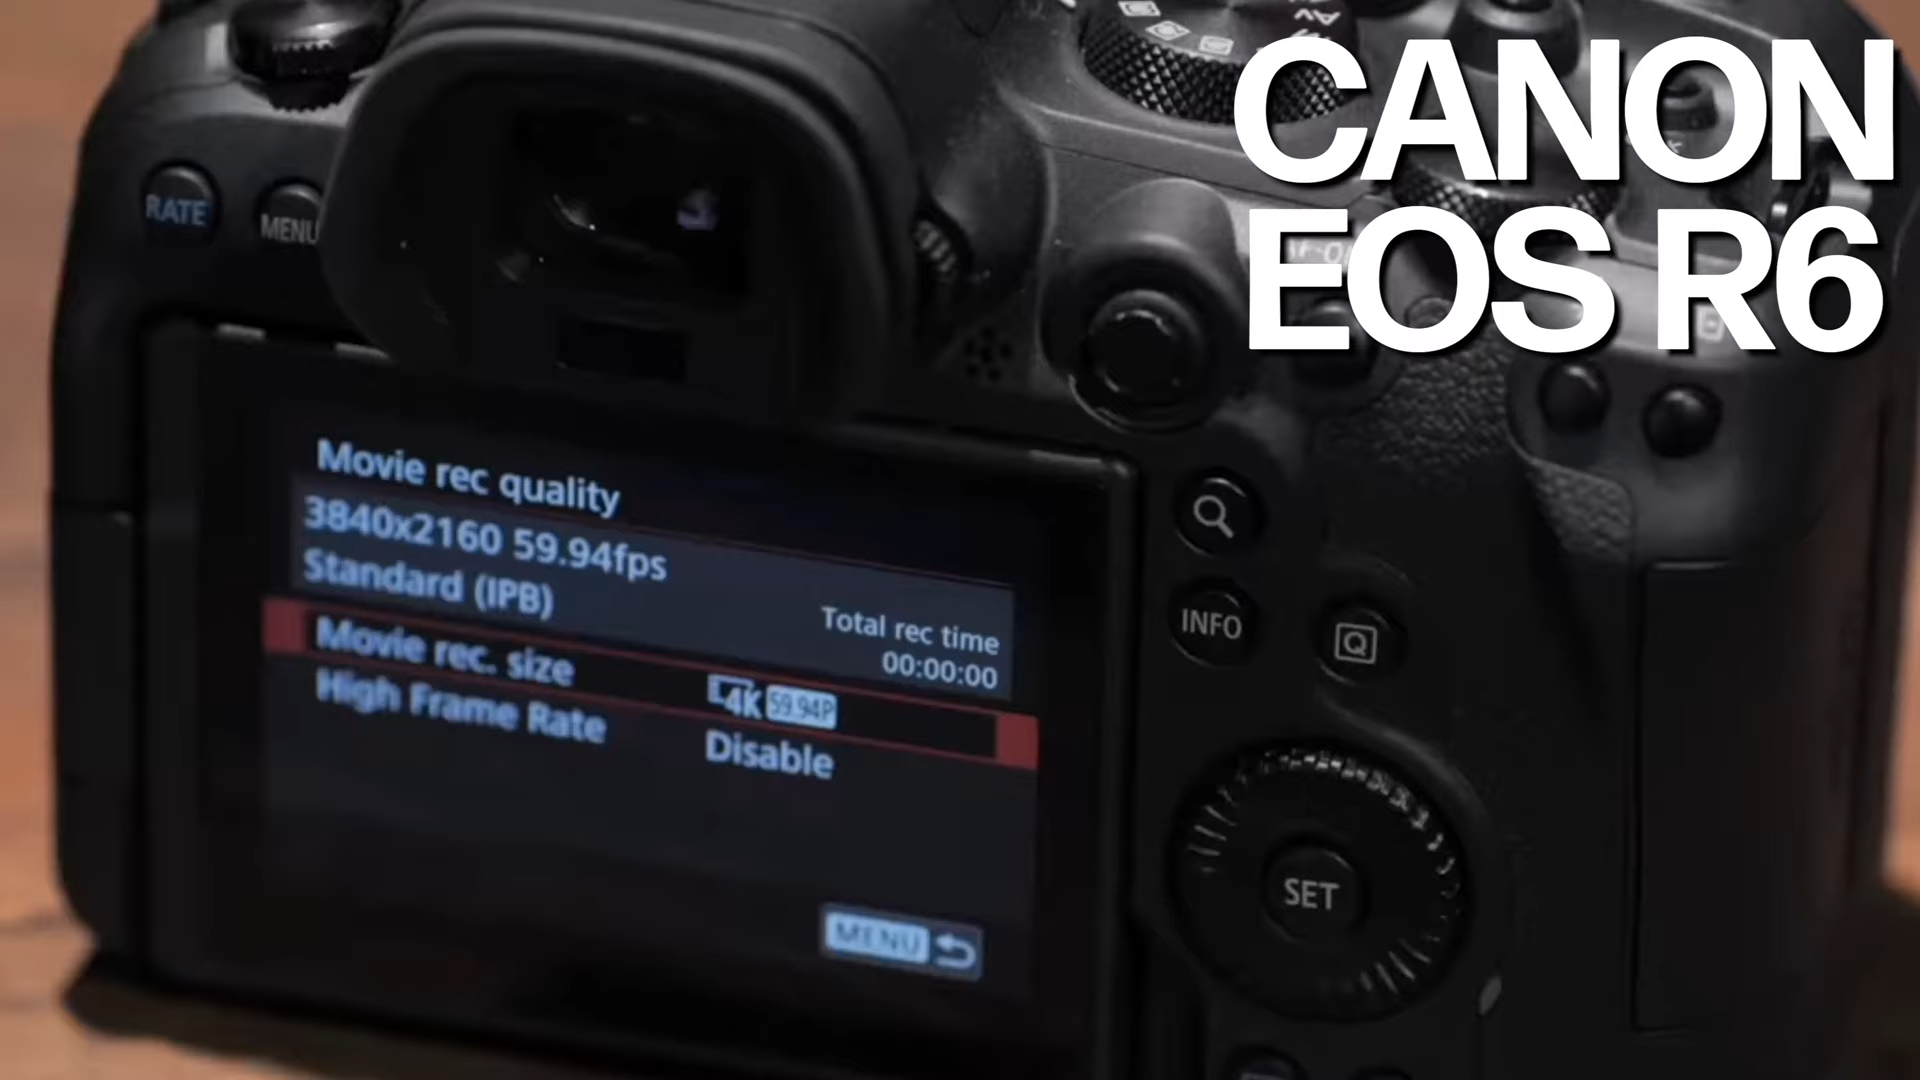 CANON
EOS R6
RATE
MENU
Movie rec quality
3840x2160 59.94fps
Standard (IPB)
Total rec time
00:00:00
Movie rec. size
4K 59.94P
High Frame Rate
Disable
MENU
INFO
Q
SET
Av